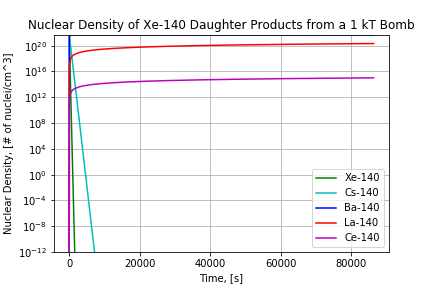 Nuclear Density of Xe-140 Daughter Products from a 1 kT Bomb
Nuclear Density, [# of nuclei/cm^3]
10^20
10^16
10^12
10^8
10^4
10^0
10^−4
10^−8
10^−12
Xe-140
Cs-140
Ba-140
La-140
Ce-140
0 20000 40000 60000 80000
Time, [s]